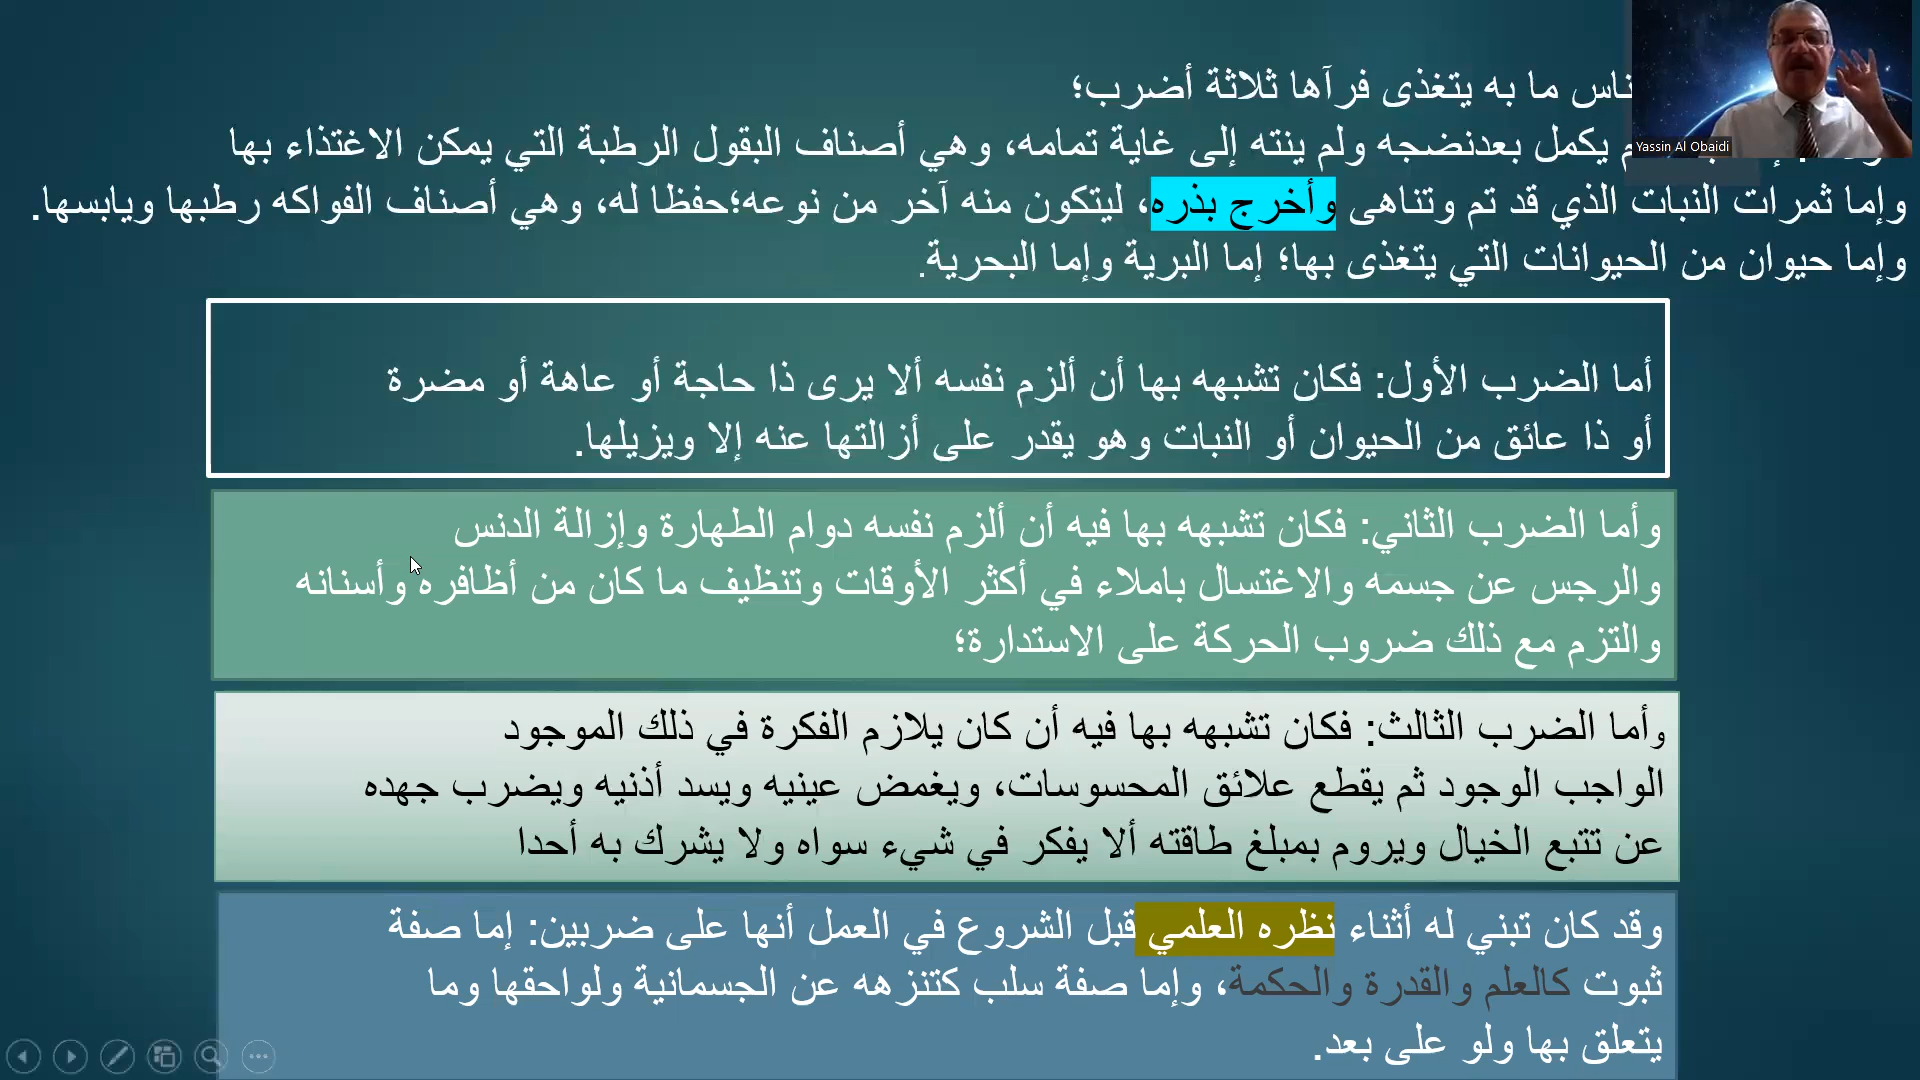 ناس ما به يتغذى فرآها ثلاثة أضرب؛
Yassin Al Obaidi
يكمل بعدنضجه ولم ينته إلى غاية تمامه، وهي أصناف البقول الرطبة التي يمكن الاغتذاء بها
وإما ثمرات النبات الذي قد تم وتناهى وأخرج بذره، ليتكون منه آخر من نوعه؛حفظا له، وهي أصناف الفواكه رطبها ويابسها.
وإما حيوان من الحيوانات التي يتغذى بها؛ إما البرية وإما البحرية.
أما الضرب الأول: فكان تشبهه بها أن ألزم نفسه ألا يرى ذا حاجة أو عاهة أو مضرة
أو ذا عائق من الحيوان أو النبات وهو يقدر على أزالتها عنه إلا ويزيلها.
وأما الضرب الثاني: فكان تشبهه بها فيه أن ألزم نفسه دوام الطهارة وإزالة الدنس
والرجس عن جسمه والاغتسال باملاء في أكثر الأوقات وتنظيف ما كان من أظافره وأسنانه
والتزم مع ذلك ضروب الحركة على الاستدارة؛
وأما الضرب الثالث: فكان تشبهه بها فيه أن كان يلازم الفكرة في ذلك الموجود
الواجب الوجود ثم يقطع علائق المحسوسات، ويغمض عينيه ويسد أذنيه ويضرب جهده
عن تتبع الخيال ويروم بمبلغ طاقته ألا يفكر في شيء سواه ولا يشرك به أحدا
وقد كان تبني له أثناء نظره العلمي قبل الشروع في العمل أنها على ضربين: إما صفة
ثبوت كالعلم والقدرة والحكمة، وإما صفة سلب كتنزهه عن الجسمانية ولواحقها وما
يتعلق بها ولو على بعد.